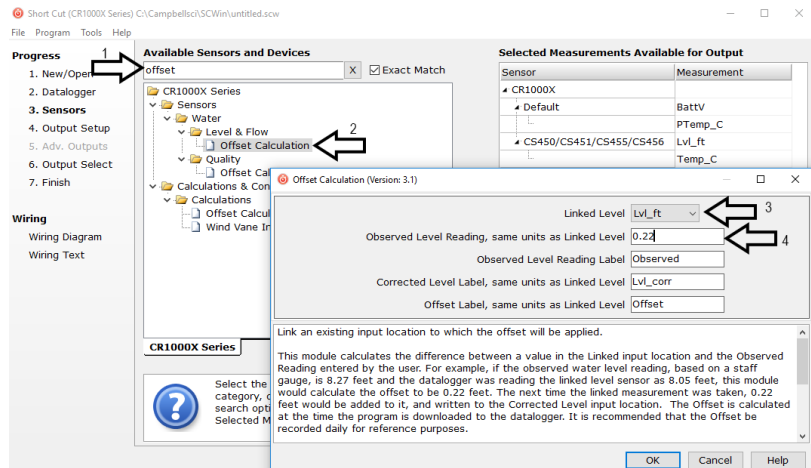 Short Cut (CR1000X Series) C:\Campbellsci\SCWin\untitled.scw
File Program Tools Help
Progress
1. New/Open
2. Datalogger
3. Sensors
4. Output Setup
5. Adv. Outputs
6. Output Select
7. Finish
Wiring
Wiring Diagram
Wiring Text
1
Available Sensors and Devices
offset X Exact Match
CR1000X Series
Sensors
Water
Level & Flow
Offset Calculation
2
Quality
Offset Cal
Calculations & Con
Calculations
Offset Calcul
Wind Vane In
CR1000X Series
Select the
category, o
search opti
Selected M
Selected Measurements Available for Output
Sensor Measurement
CR1000X
Default BattV
PTemp_C
CS450/CS451/CS455/CS456 Lvl_ft
Temp_C
Offset Calculation (Version: 3.1)
Linked Level Lvl_ft
3
Observed Level Reading, same units as Linked Level 0.22
4
Observed Level Reading Label Observed
Corrected Level Label, same units as Linked Level Lvl_corr
Offset Label, same units as Linked Level Offset
Link an existing input location to which the offset will be applied.
This module calculates the difference between a value in the Linked input location and the Observed
Reading entered by the user. For example, if the observed water level reading, based on a staff
gauge, is 8.27 feet and the datalogger was reading the linked level sensor as 8.05 feet, this module
would calculate the offset to be 0.22 feet. The next time the linked measurement was taken, 0.22
feet would be added to it, and written to the Corrected Level input location. The Offset is calculated
at the time the program is downloaded to the datalogger. It is recommended that the Offset be
recorded daily for reference purposes.
OK Cancel Help